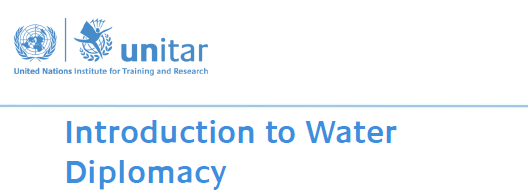 unitar
United Nations Institute for Training and Research
Introduction to Water
Diplomacy